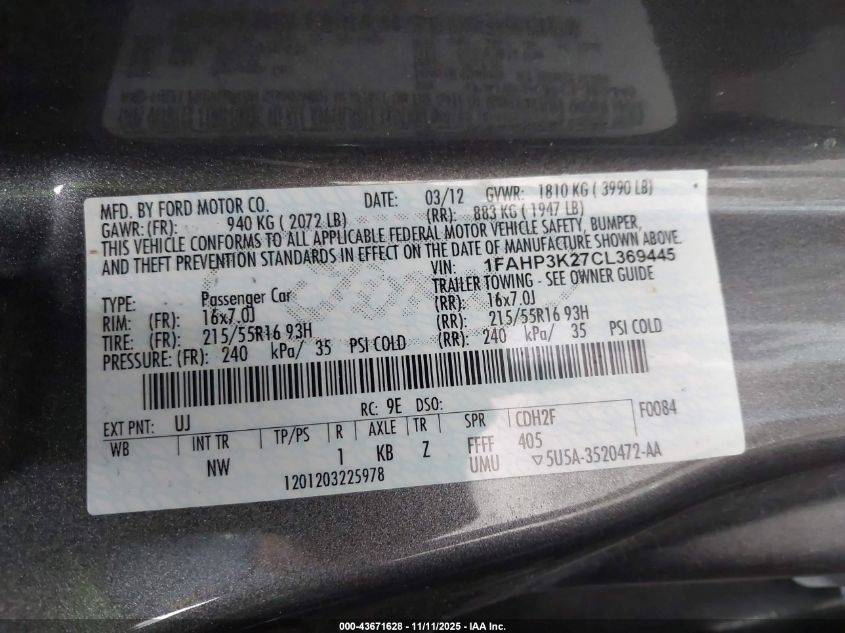 MFD. BY FORD MOTOR CO. DATE: 03/12 GVWR: 1810 KG ( 3990 LB)
GAWR: (FR): 940 KG ( 2072 LB) (RR): 883 KG ( 1947 LB)
THIS VEHICLE CONFORMS TO ALL APPLICABLE FEDERAL MOTOR VEHICLE SAFETY, BUMPER,
AND THEFT PREVENTION STANDARDS IN EFFECT ON THE DATE OF MANUFACTURE SHOWN ABOVE.
VIN: 1FAHP3K27CL369445
TYPE: Passenger Car TRAILER TOWING - SEE OWNER GUIDE
RIM: (FR): 16x7.0J (RR): 16x7.0J
TIRE: (FR): 215/55R16 93H (RR): 215/55R16 93H
PRESSURE: (FR): 240 kPa/ 35 PSI COLD (RR): 240 kPa/ 35 PSI COLD
EXT PNT: UJ RC: 9E DSO: F0084
WB INT TR TP/PS R AXLE TR SPR CDH2F
NW 1 KB Z FFFF 405
UMU ▽5U5A-3520472-AA
1201203225978
000-43671628 - 11/11/2025 - IAA Inc.